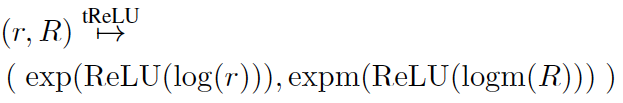 (r, R) tReLU ↦
( exp(ReLU(log(r))), expm(ReLU(logm(R))) )